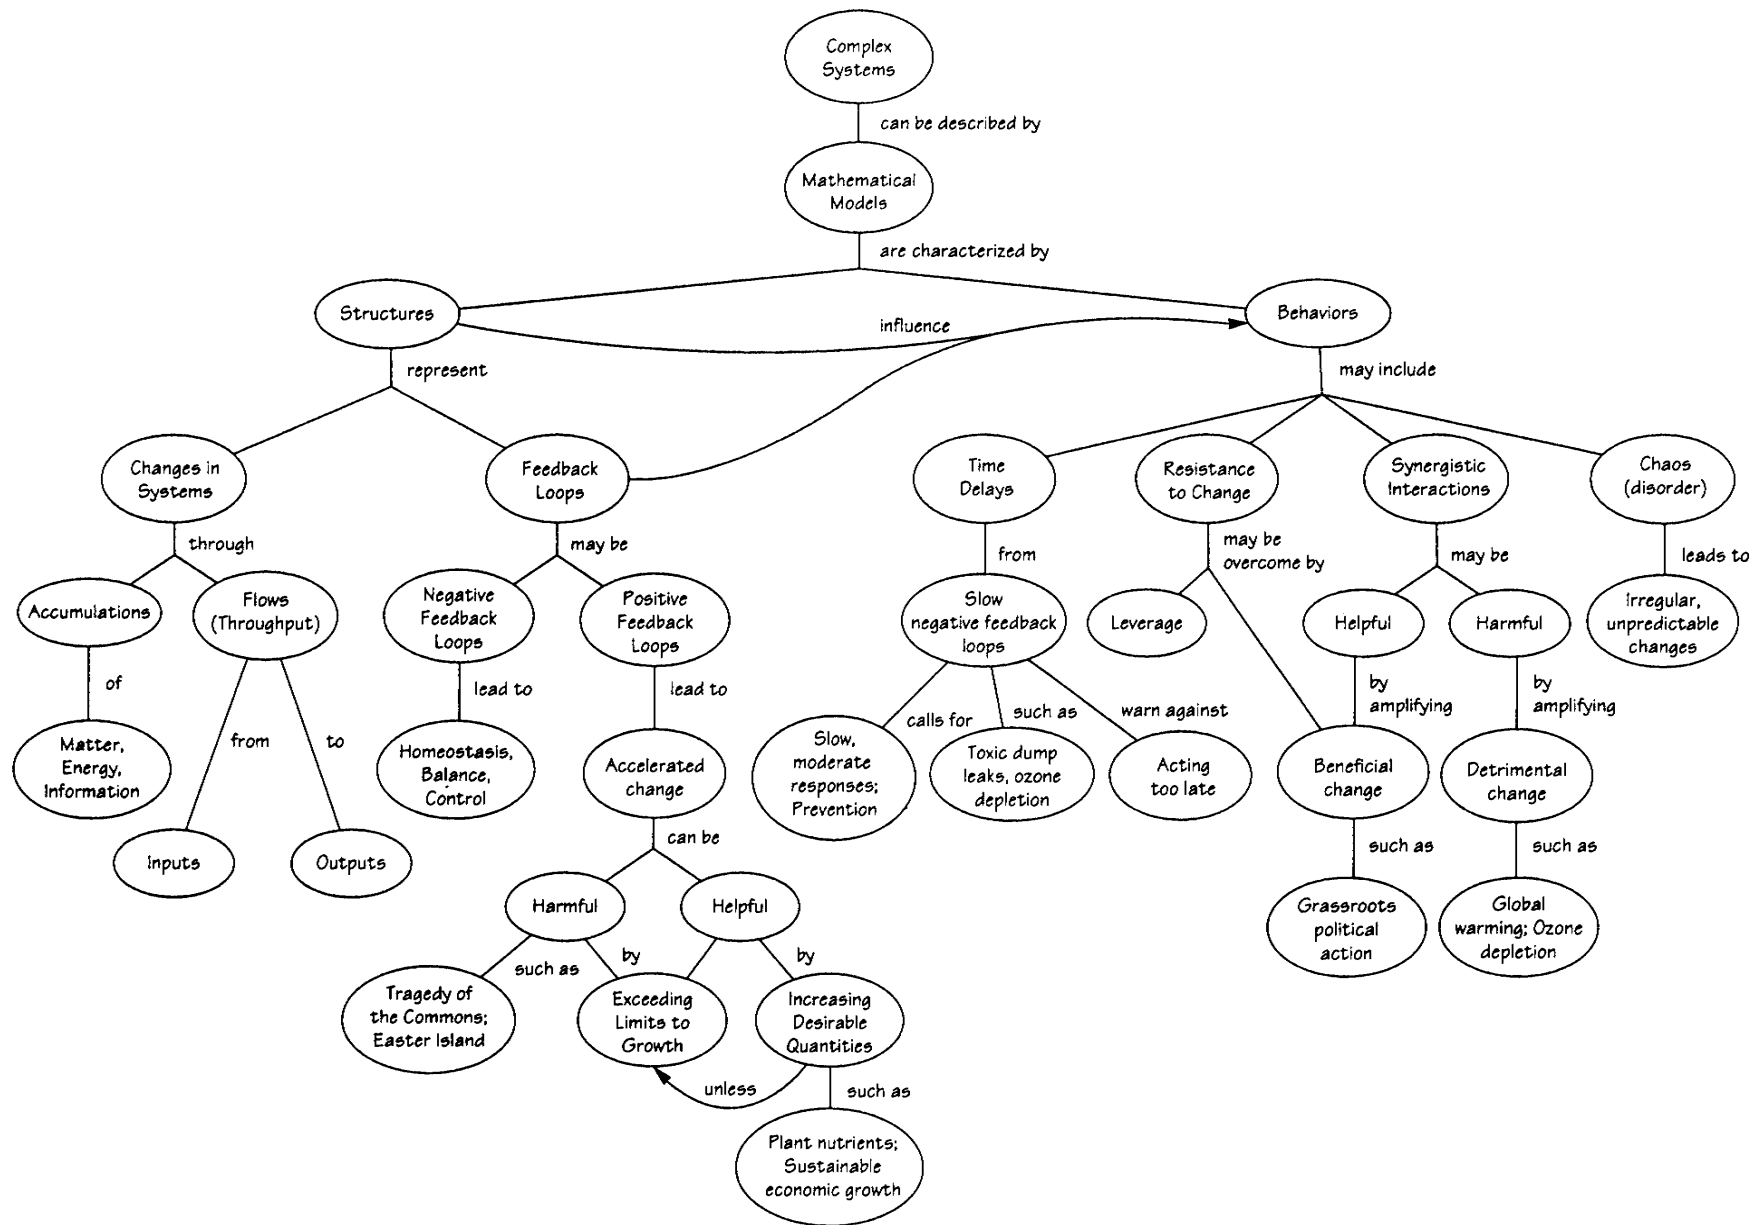 Complex
Systems
can be described by
Mathematical
Models
are characterized by
Structures
influence
Behaviors
represent
may include
Changes in
Systems
Feedback
Loops
Time
Delays
Resistance
to Change
Synergistic
Interactions
Chaos
(disorder)
through
may be
from
may be
overcome by
may be
leads to
Accumulations
Flows
(Throughput)
Negative
Feedback
Loops
Positive
Feedback
Loops
Slow
negative feedback
loops
Leverage
Helpful
Harmful
Irregular,
unpredictable
changes
of
lead to
lead to
by
amplifying
by
amplifying
from
to
calls for
such as
warn against
Matter,
Energy,
Information
Homeostasis,
Balance,
Control
Accelerated
change
Slow,
moderate
responses;
Prevention
Toxic dump
leaks, ozone
depletion
Acting
too late
Beneficial
change
Detrimental
change
Inputs
Outputs
can be
such as
such as
Harmful
Helpful
Grassroots
political
action
Global
warming; Ozone
depletion
such as
by
by
Tragedy of
the Commons;
Easter Island
Exceeding
Limits to
Growth
Increasing
Desirable
Quantities
unless
such as
Plant nutrients;
Sustainable
economic growth